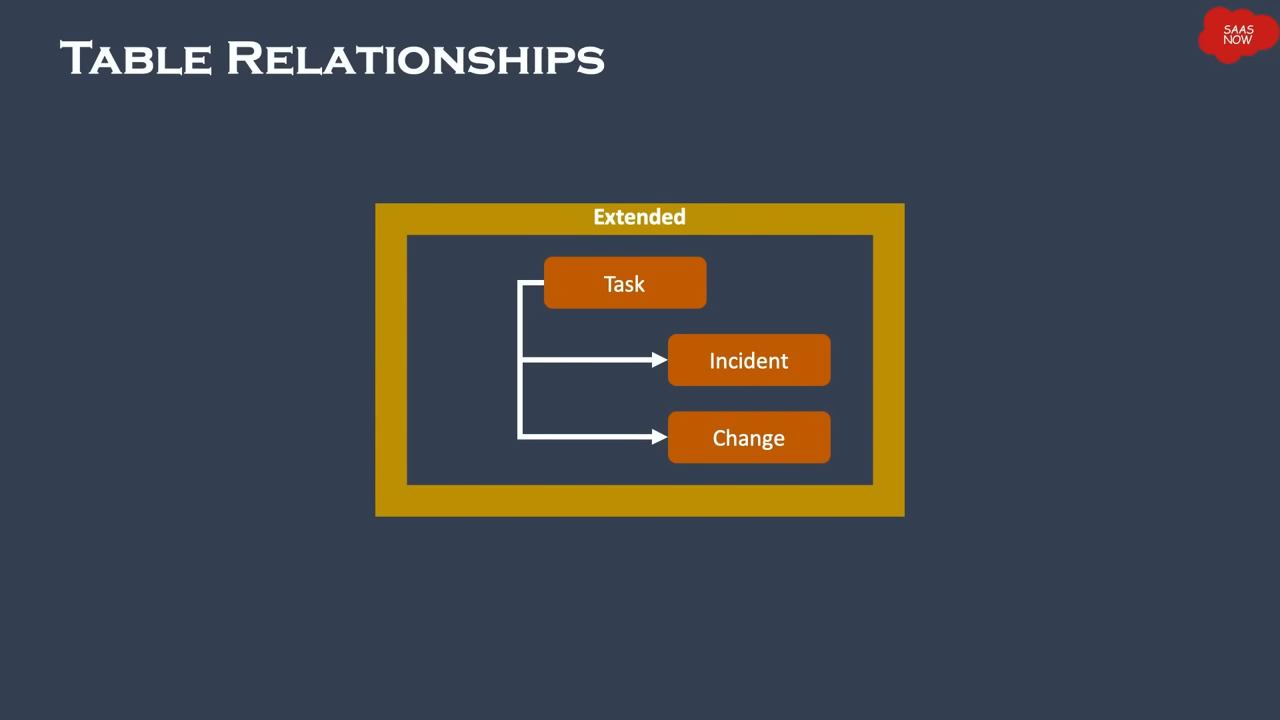 TABLE RELATIONSHIPS
SAAS
NOW
Extended
Task
Incident
Change